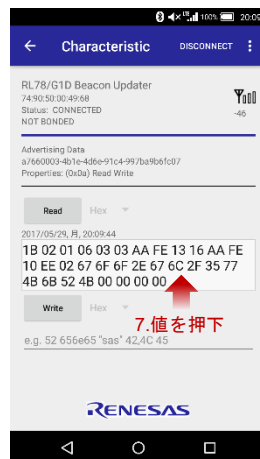 100% 20:09
Characteristic DISCONNECT
RL78/G1D Beacon Updater
74:90:50:00:49:68
Status: CONNECTED
NOT BONDED
-46
Advertising Data
a7660003-4b1e-4d6e-91c4-997ba9b6fc07
Properties: (0x0a) Read Write
Read Hex
2017/05/29, 月, 20:09:44
1B 02 01 06 03 03 AA FE 13 16 AA FE
10 EE 02 67 6F 6F 2E 67 6C 2F 35 77
4B 6B 52 4B 00 00 00 00
Write Hex
7.値を押下
e.g. 52 656e65 "sas" 42,4C 45
RENESAS